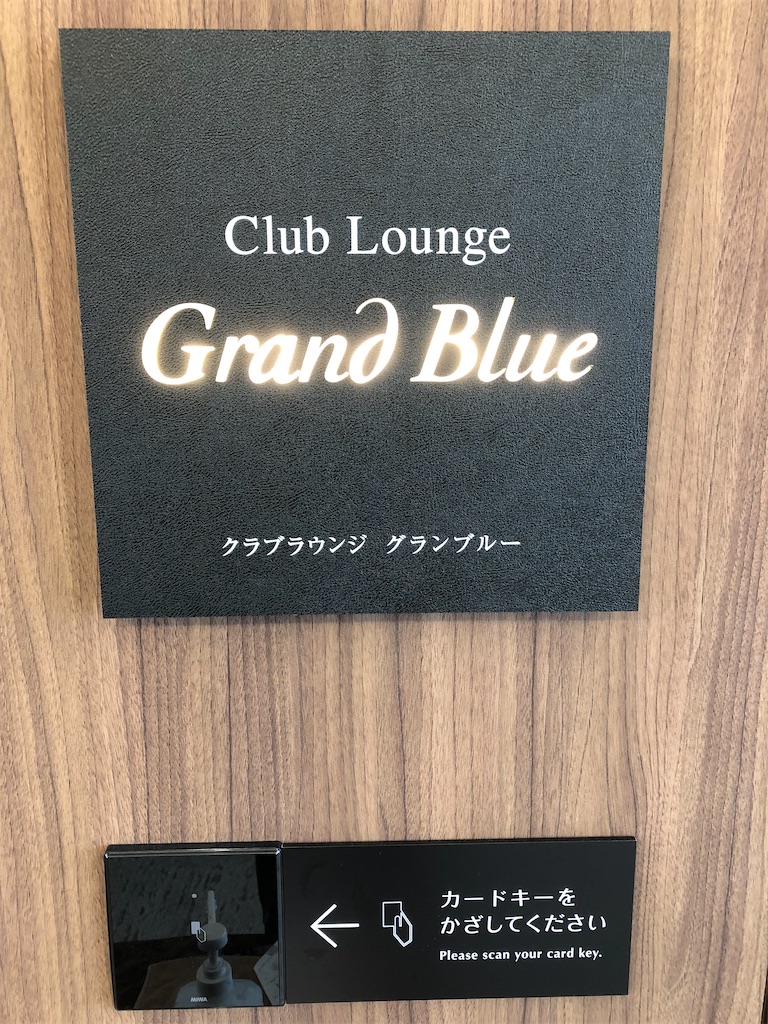 Club Lounge
Grand Blue
クラブラウンジ グランブルー
カードキーを
かざしてください
Please scan your card key.
MIWA